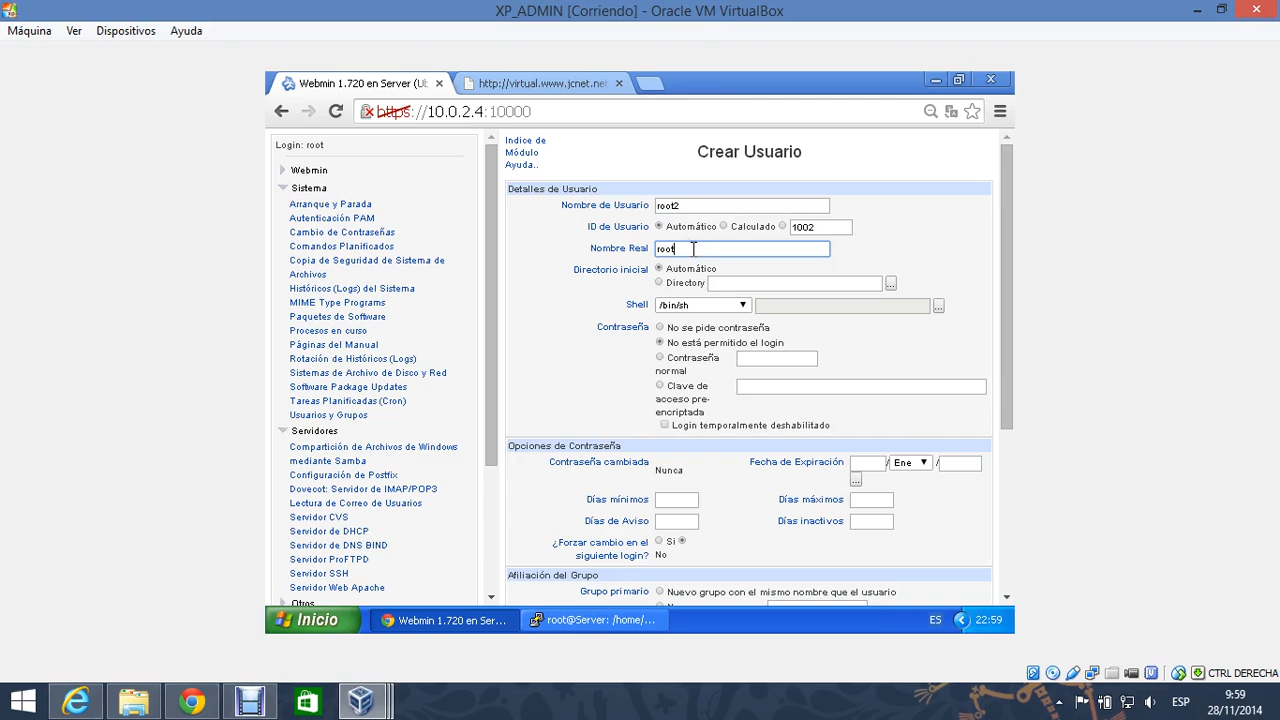 XP_ADMIN [Corriendo] - Oracle VM VirtualBox
Máquina Ver Dispositivos Ayuda
Webmin 1.720 en Server (Ub
http://virtual.www.jcnet.ne
https://10.0.2.4:10000
Login: root
Webmin
Sistema
Arranque y Parada
Autenticación PAM
Cambio de Contraseñas
Comandos Planificados
Copia de Seguridad de Sistema de
Archivos
Históricos (Logs) del Sistema
MIME Type Programs
Paquetes de Software
Procesos en curso
Páginas del Manual
Rotación de Históricos (Logs)
Sistemas de Archivo de Disco y Red
Software Package Updates
Tareas Planificadas (Cron)
Usuarios y Grupos
Servidores
Compartición de Archivos de Windows
mediante Samba
Configuración de Postfix
Dovecot: Servidor de IMAP/POP3
Lectura de Correo de Usuarios
Servidor CVS
Servidor de DHCP
Servidor de DNS BIND
Servidor ProFTPD
Servidor SSH
Servidor Web Apache
Otros
Indice de
Módulo
Ayuda..
Crear Usuario
Detalles de Usuario
Nombre de Usuario root2
ID de Usuario Automático Calculado 1002
Nombre Real root
Directorio inicial Automático
Directory ...
Shell /bin/sh ...
Contraseña No se pide contraseña
No está permitido el login
Contraseña
normal
Clave de
acceso pre-
encriptada
Login temporalmente deshabilitado
Opciones de Contraseña
Contraseña cambiada Nunca
Fecha de Expiración / Ene /
...
Días mínimos Días máximos
Días de Aviso Días inactivos
¿Forzar cambio en el
siguiente login?
Si
No
Afiliación del Grupo
Grupo primario Nuevo grupo con el mismo nombre que el usuario
Inicio
Webmin 1.720 en Ser...
root@Server: /home/...
ES
22:59
CTRL DERECHA
ESP
9:59
28/11/2014